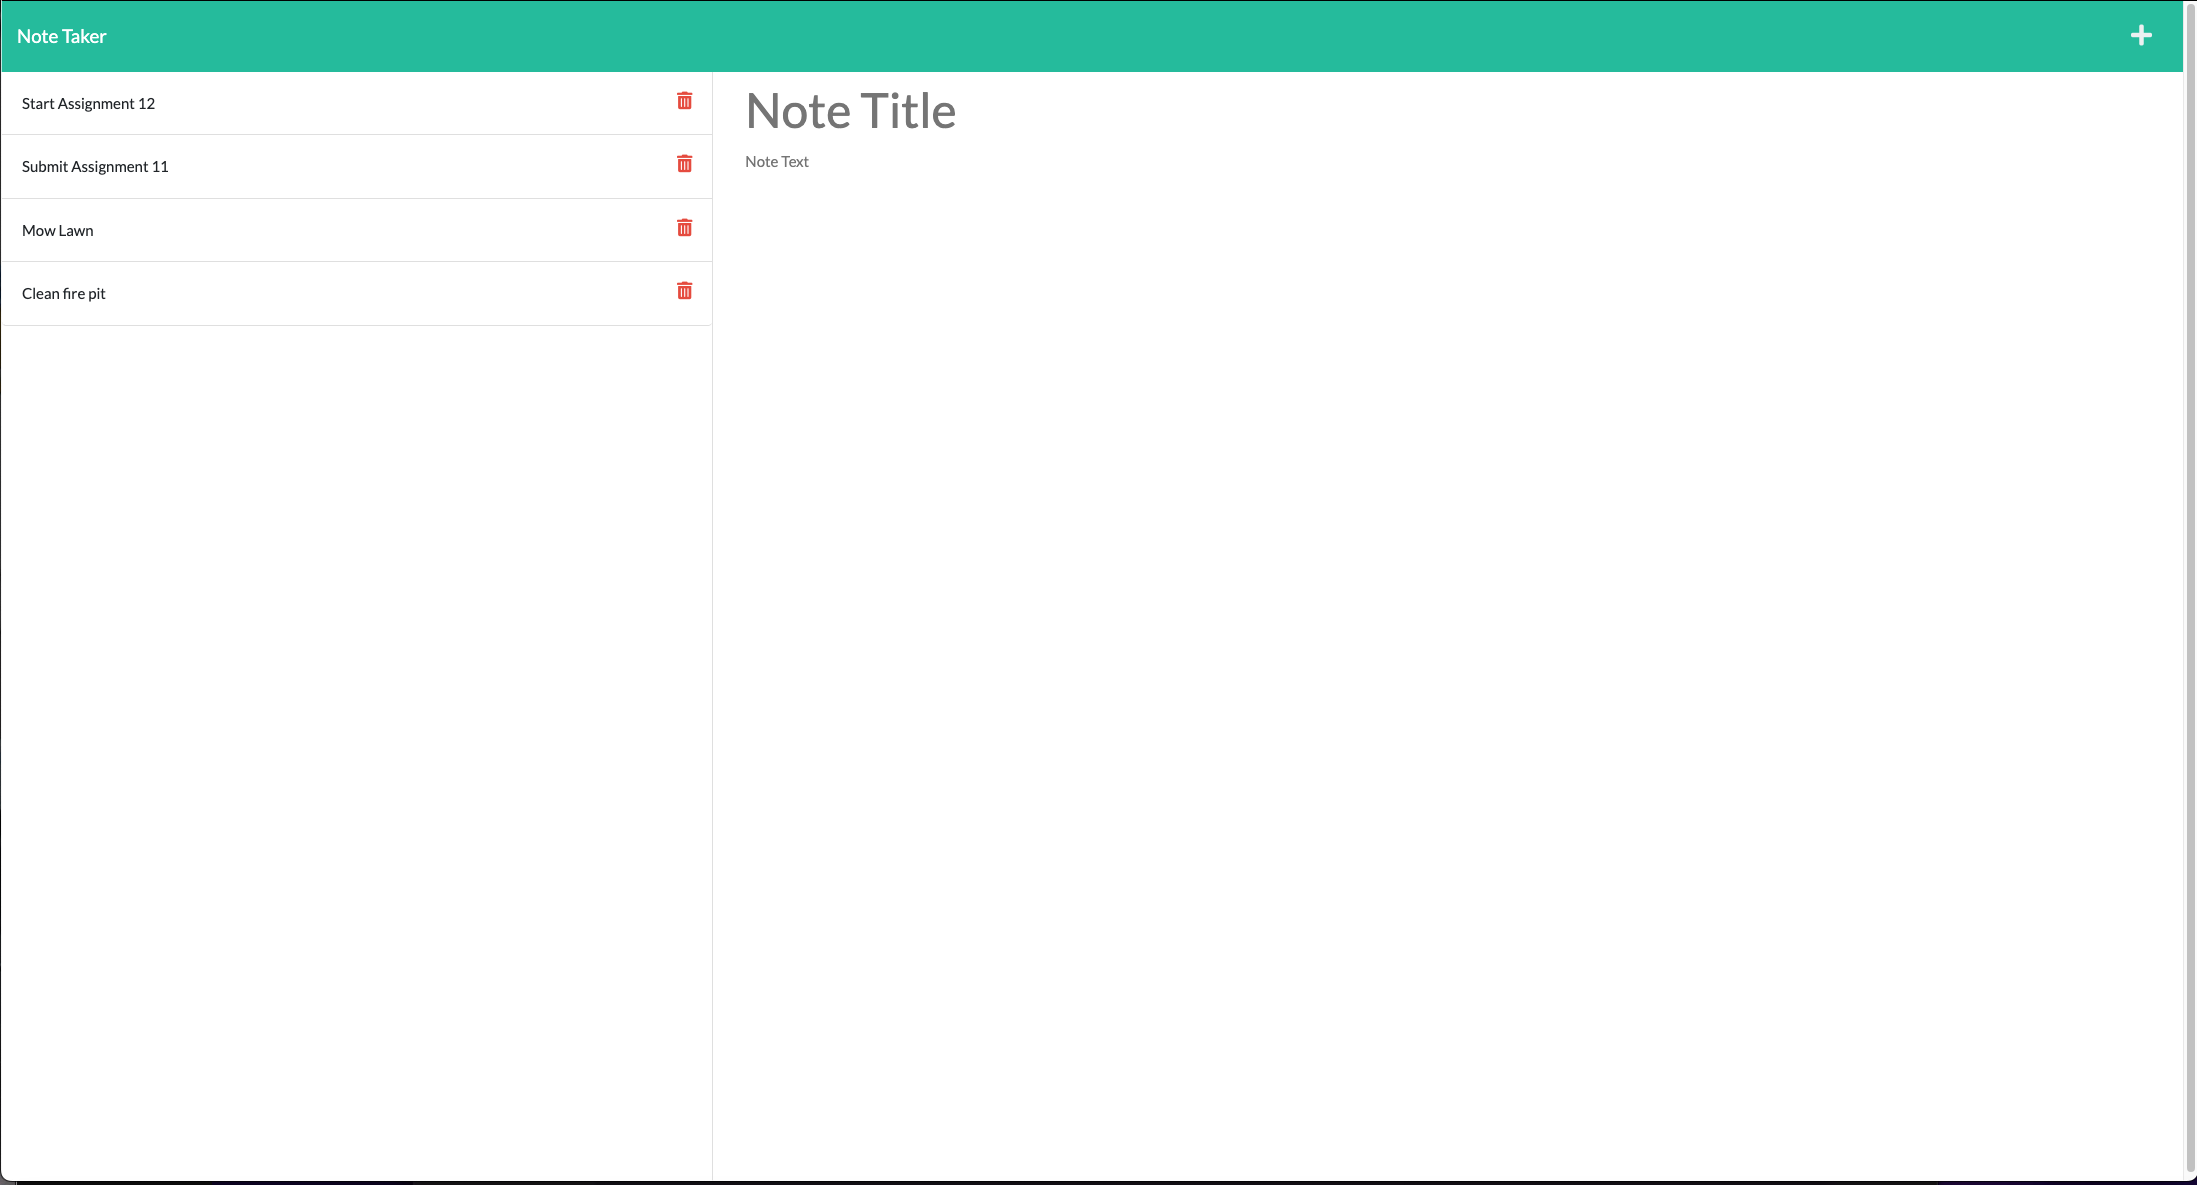 Note Taker
Start Assignment 12
Submit Assignment 11
Mow Lawn
Clean fire pit
Note Title
Note Text